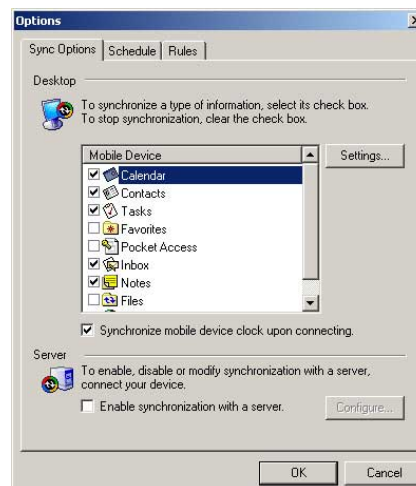 Options
Sync Options Schedule Rules
Desktop
To synchronize a type of information, select its check box.
To stop synchronization, clear the check box.
Mobile Device
Settings...
Calendar
Contacts
Tasks
Favorites
Pocket Access
Inbox
Notes
Files
Synchronize mobile device clock upon connecting.
Server
To enable, disable or modify synchronization with a server,
connect your device.
Enable synchronization with a server.
Configure...
OK Cancel